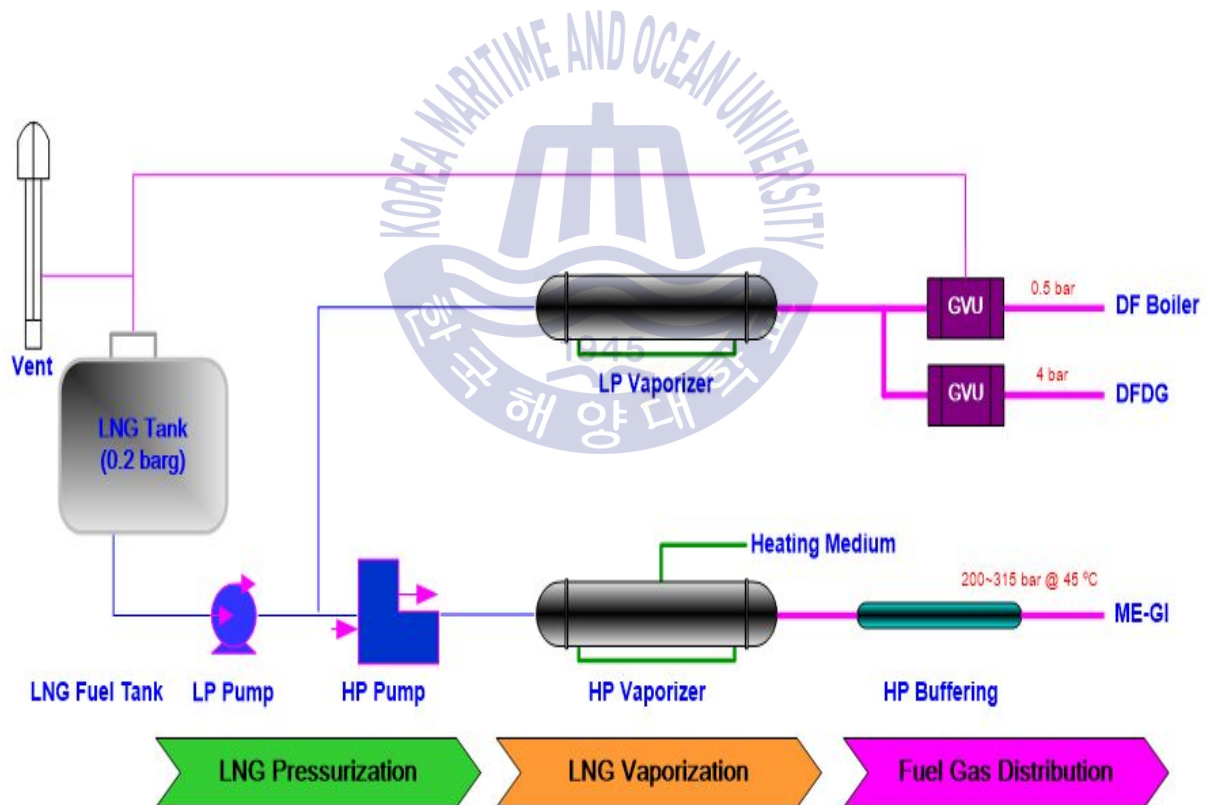 KOREA MARITIME AND OCEAN UNIVERSITY
1945
한국해양대학교
Vent
LNG Tank
(0.2 barg)
LP Vaporizer
GVU
0.5 bar
DF Boiler
GVU
4 bar
DFDG
Heating Medium
200~315 bar @ 45 ºC
ME-GI
LNG Fuel Tank
LP Pump
HP Pump
HP Vaporizer
HP Buffering
LNG Pressurization
LNG Vaporization
Fuel Gas Distribution